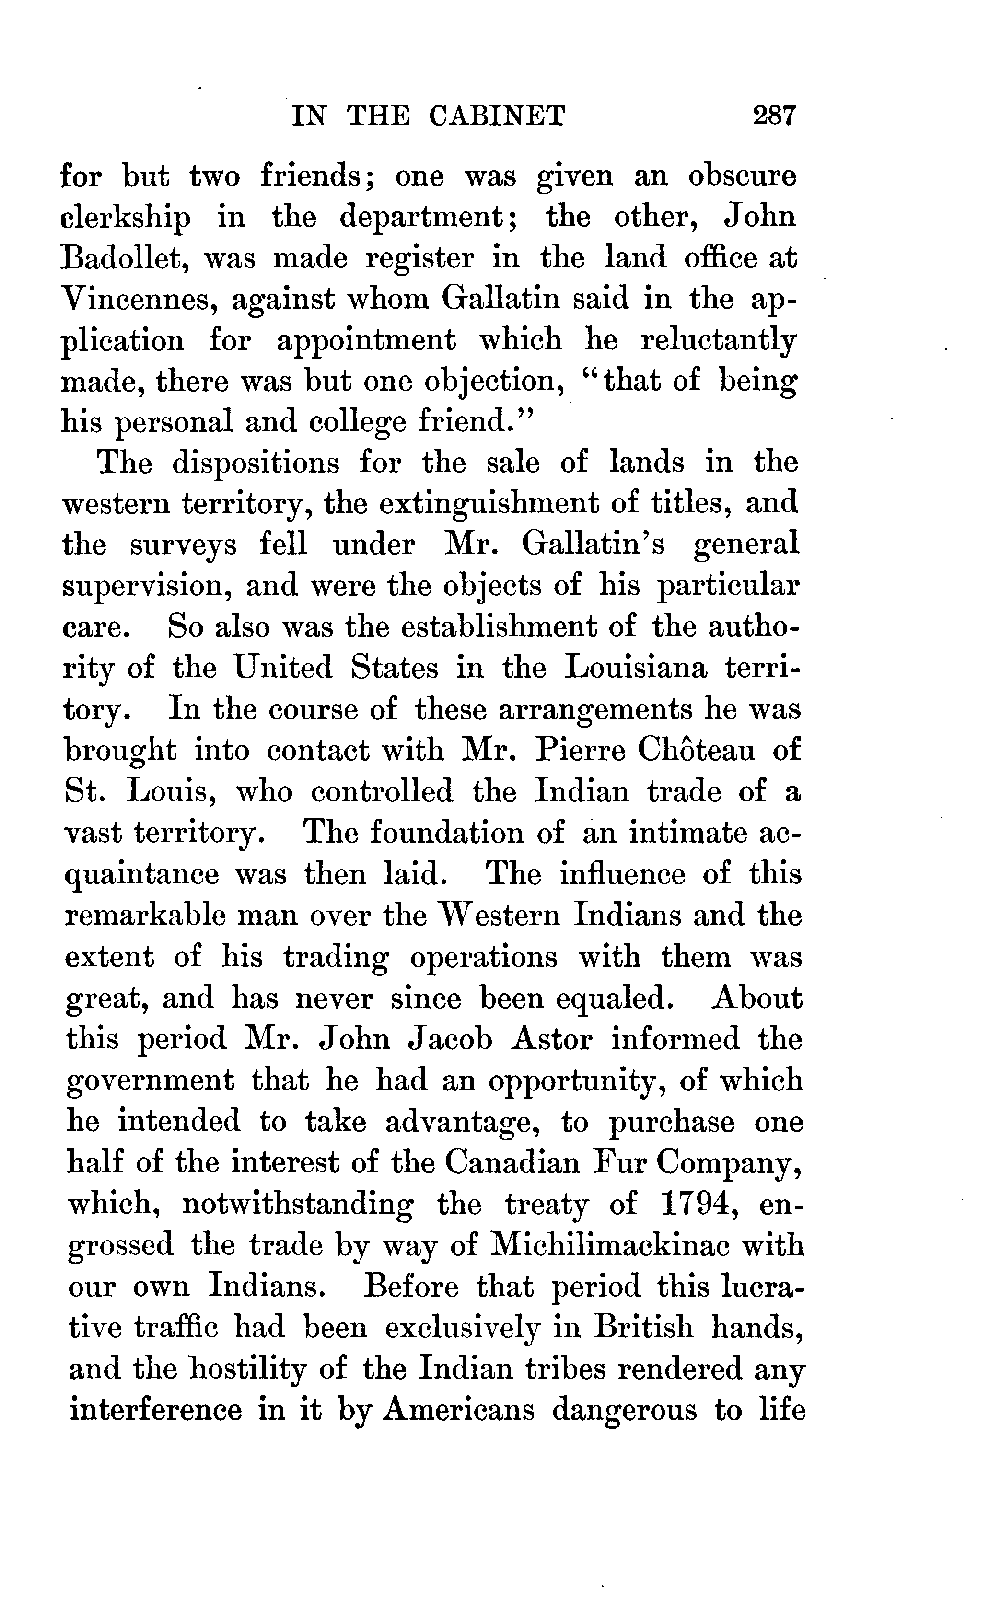 IN THE CABINET 287
for but two friends; one was given an obscure
clerkship in the department; the other, John
Badollet, was made register in the land office at
Vincennes, against whom Gallatin said in the ap-
plication for appointment which he reluctantly
made, there was but one objection, “that of being
his personal and college friend.”
The dispositions for the sale of lands in the
western territory, the extinguishment of titles, and
the surveys fell under Mr. Gallatin's general
supervision, and were the objects of his particular
care. So also was the establishment of the autho-
rity of the United States in the Louisiana terri-
tory. In the course of these arrangements he was
brought into contact with Mr. Pierre Chôteau of
St. Louis, who controlled the Indian trade of a
vast territory. The foundation of an intimate ac-
quaintance was then laid. The influence of this
remarkable man over the Western Indians and the
extent of his trading operations with them was
great, and has never since been equaled. About
this period Mr. John Jacob Astor informed the
government that he had an opportunity, of which
he intended to take advantage, to purchase one
half of the interest of the Canadian Fur Company,
which, notwithstanding the treaty of 1794, en-
grossed the trade by way of Michilimackinac with
our own Indians. Before that period this lucra-
tive traffic had been exclusively in British hands,
and the hostility of the Indian tribes rendered any
interference in it by Americans dangerous to life